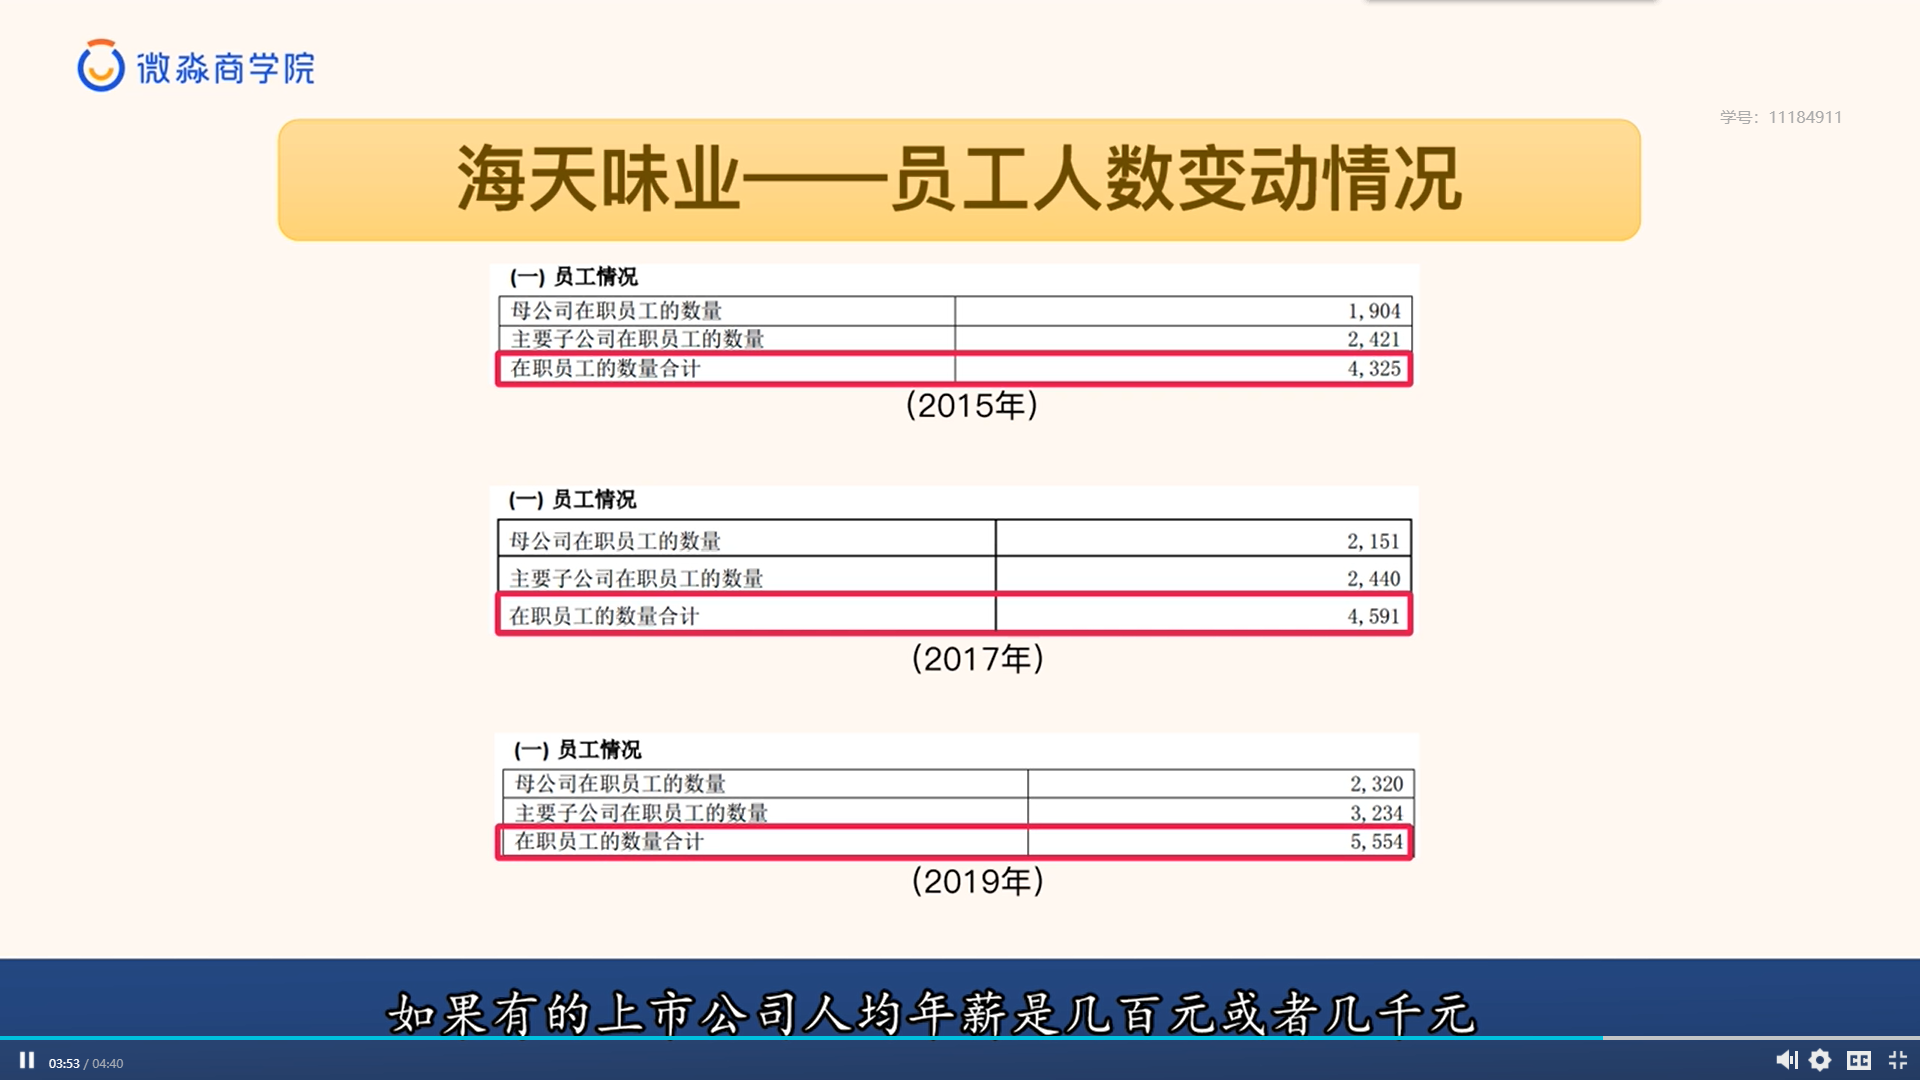 微淼商学院
学号：11184911
海天味业——员工人数变动情况
(一) 员工情况
母公司在职员工的数量 1,904
主要子公司在职员工的数量 2,421
在职员工的数量合计 4,325
（2015年）
(一) 员工情况
母公司在职员工的数量 2,151
主要子公司在职员工的数量 2,440
在职员工的数量合计 4,591
（2017年）
(一) 员工情况
母公司在职员工的数量 2,320
主要子公司在职员工的数量 3,234
在职员工的数量合计 5,554
（2019年）
如果有的上市公司人均年薪是几百元或者几千元
03:53 / 04:40
CC